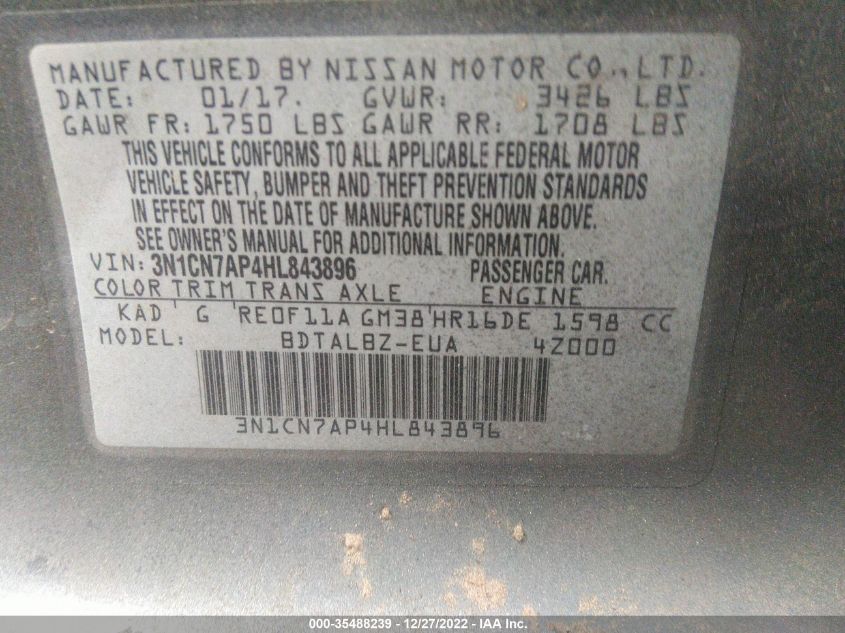 MANUFACTURED BY NISSAN MOTOR CO., LTD.
DATE: 01/17. GVWR: 3426 LBS
GAWR FR: 1750 LBS GAWR RR: 1708 LBS
THIS VEHICLE CONFORMS TO ALL APPLICABLE FEDERAL MOTOR
VEHICLE SAFETY, BUMPER AND THEFT PREVENTION STANDARDS
IN EFFECT ON THE DATE OF MANUFACTURE SHOWN ABOVE.
SEE OWNER'S MANUAL FOR ADDITIONAL INFORMATION.
VIN: 3N1CN7AP4HL843896 PASSENGER CAR.
COLOR TRIM TRANS AXLE ENGINE
KAD G RE0F11A GM38 HR16DE 1598 CC
MODEL: BDTALBZ-EUA 4Z000
3N1CN7AP4HL843896
000-35488239 - 12/27/2022 - IAA Inc.